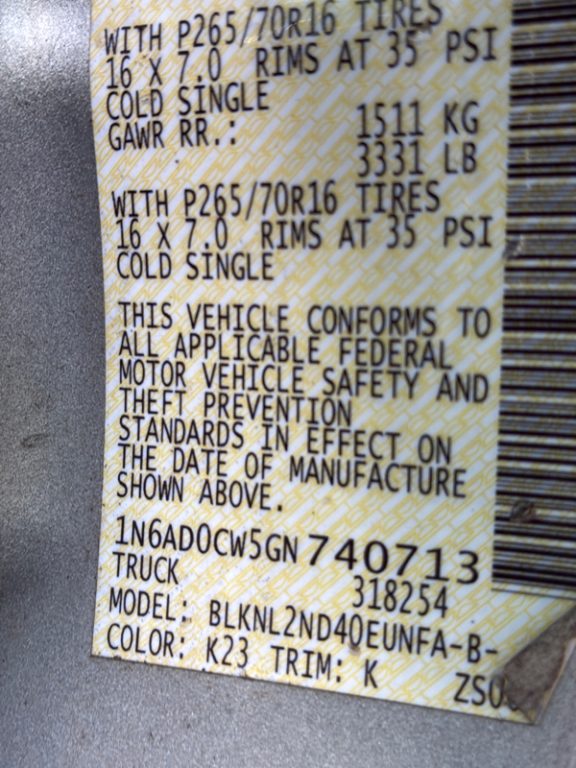 WITH P265/70R16 TIRES
16 X 7.0 RIMS AT 35 PSI
COLD SINGLE
GAWR RR.: 1511 KG
3331 LB
WITH P265/70R16 TIRES
16 X 7.0 RIMS AT 35 PSI
COLD SINGLE
THIS VEHICLE CONFORMS TO
ALL APPLICABLE FEDERAL
MOTOR VEHICLE SAFETY AND
THEFT PREVENTION
STANDARDS IN EFFECT ON
THE DATE OF MANUFACTURE
SHOWN ABOVE.
1N6AD0CW5GN740713
TRUCK 318254
MODEL: BLKNL2ND40EUNFA-B-
COLOR: K23 TRIM: K